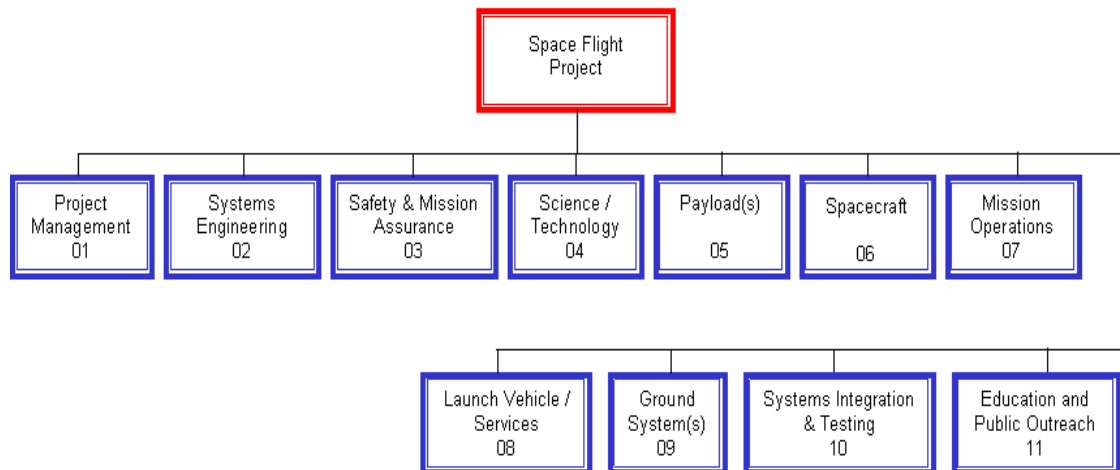 Space Flight
Project
Project
Management
01
Systems
Engineering
02
Safety & Mission
Assurance
03
Science /
Technology
04
Payload(s)
05
Spacecraft
06
Mission
Operations
07
Launch Vehicle /
Services
08
Ground
System(s)
09
Systems Integration
& Testing
10
Education and
Public Outreach
11